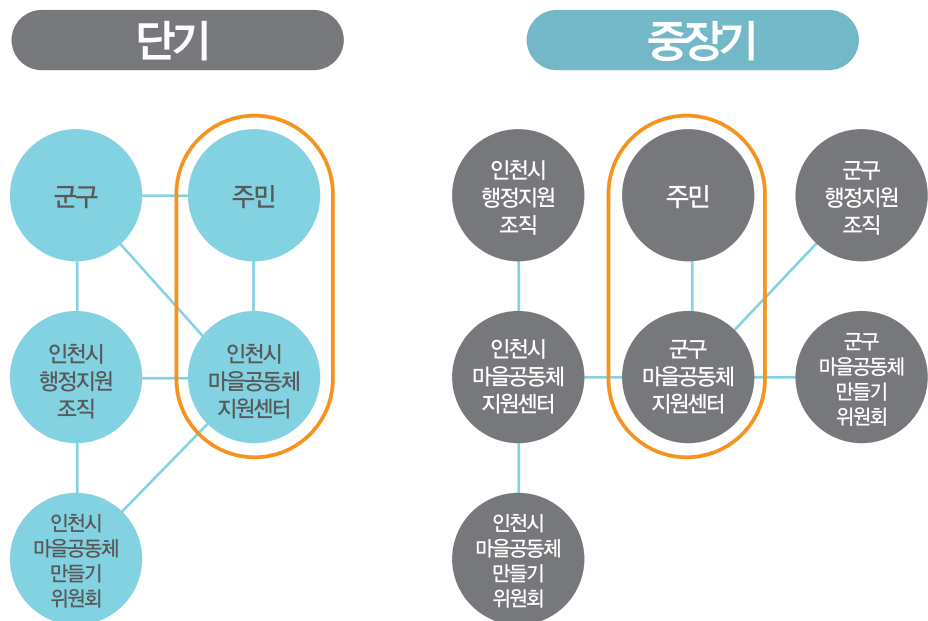 단기
군구
주민
인천시
행정지원
조직
인천시
마을공동체
지원센터
인천시
마을공동체
만들기
위원회
중장기
인천시
행정지원
조직
주민
군구
행정지원
조직
인천시
마을공동체
지원센터
군구
마을공동체
지원센터
군구
마을공동체
만들기
위원회
인천시
마을공동체
만들기
위원회